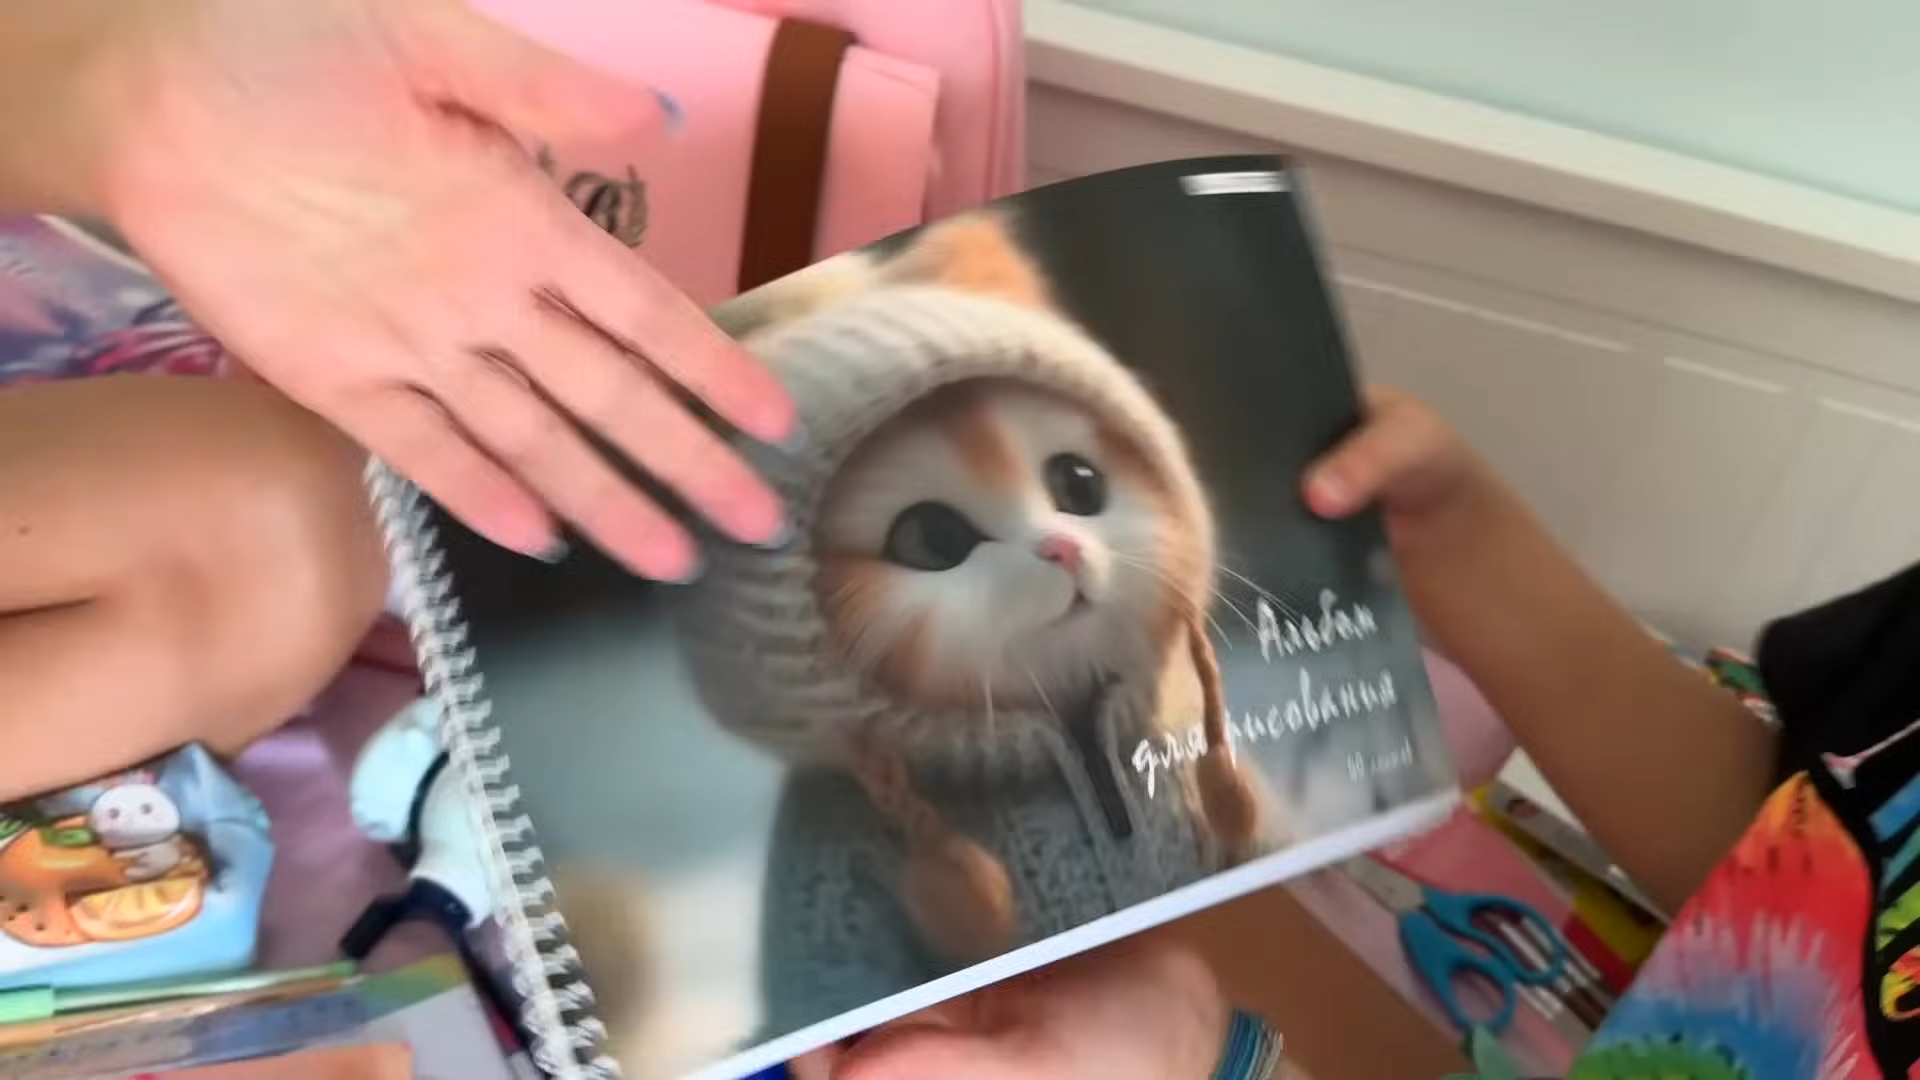 Альбом
для рисования